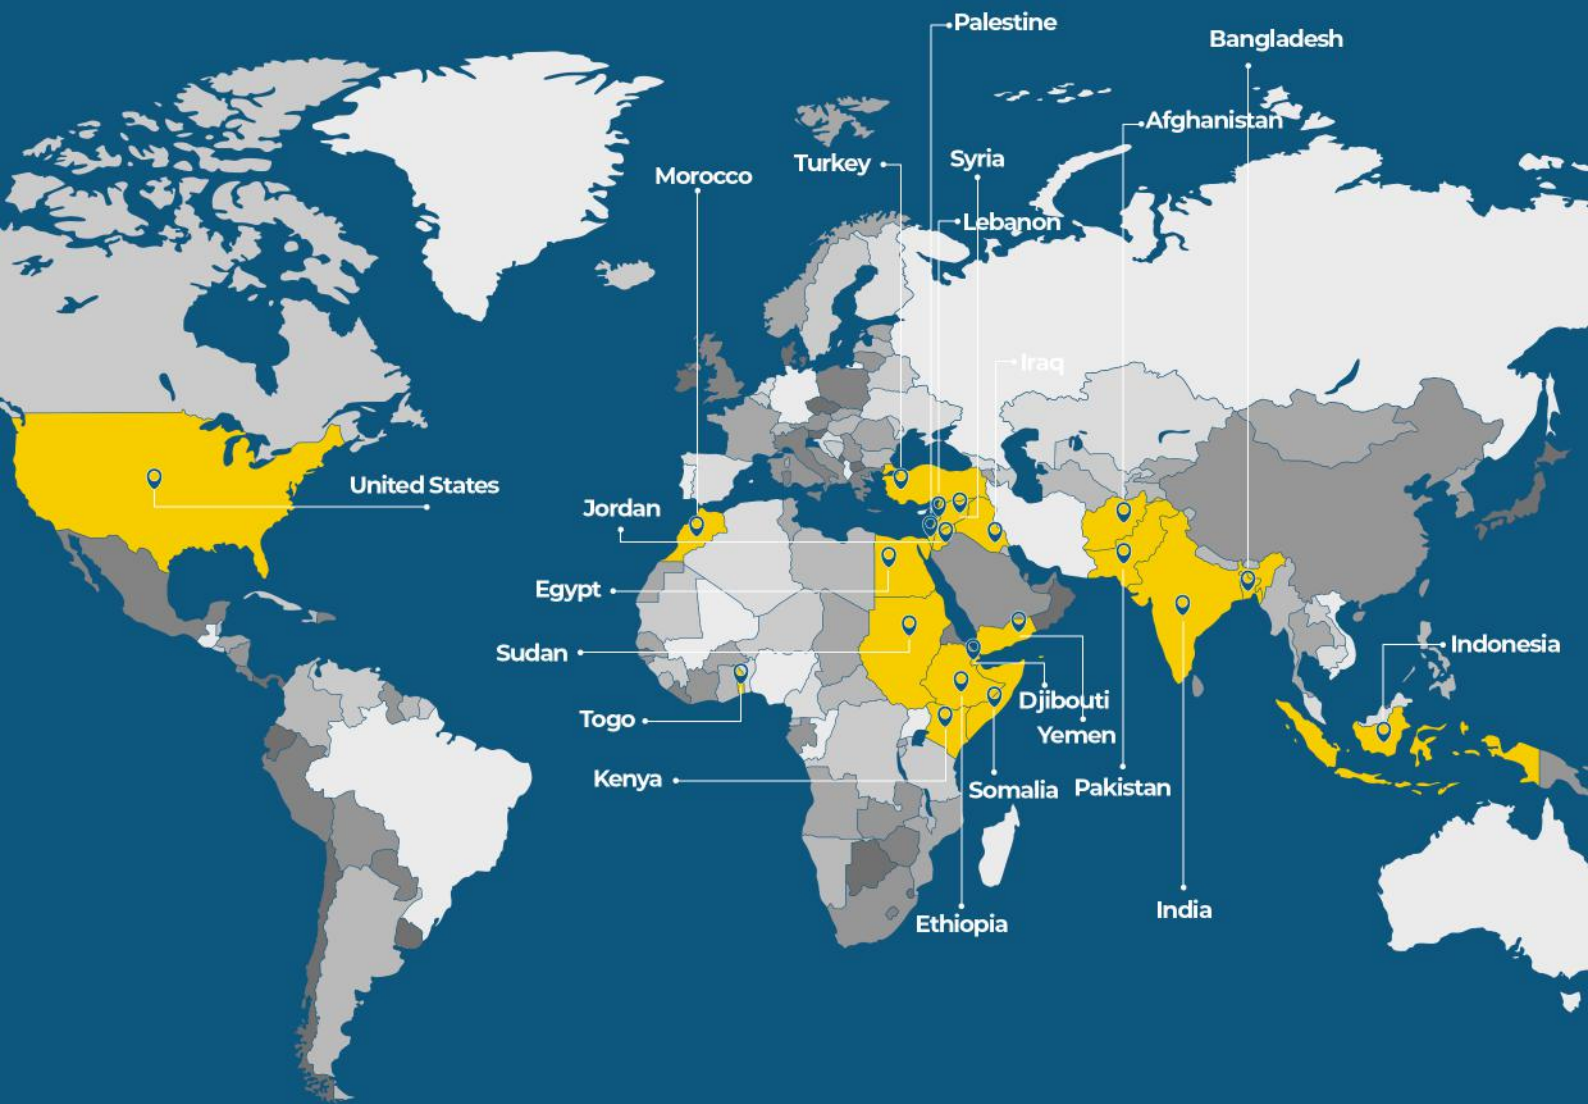 Palestine
Bangladesh
Afghanistan
Turkey
Syria
Morocco
Lebanon
Iraq
United States
Jordan
Egypt
Sudan
Indonesia
Djibouti
Togo
Yemen
Kenya
Somalia
Pakistan
India
Ethiopia